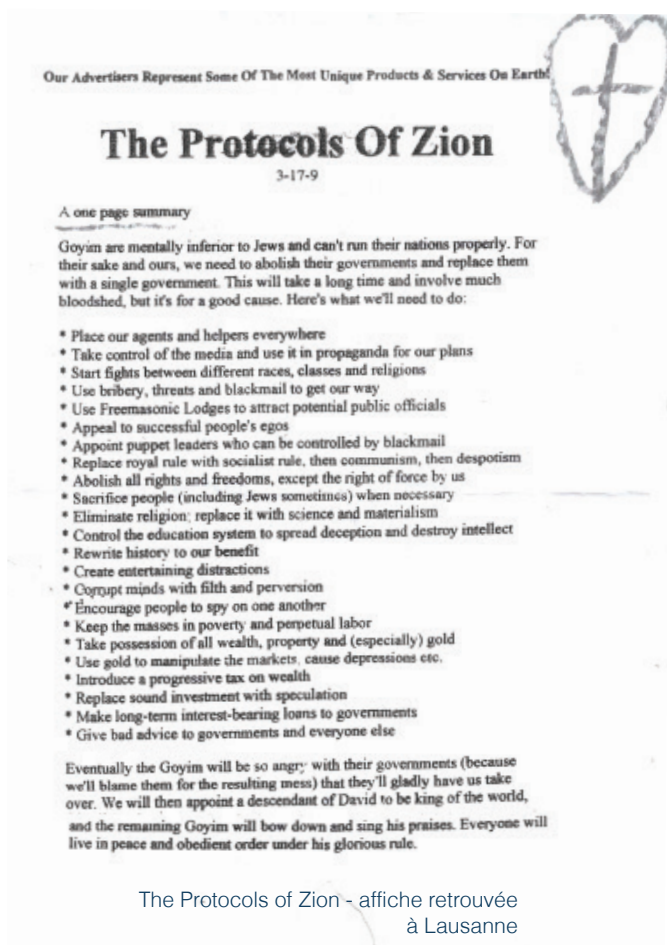 Our Advertisers Represent Some Of The Most Unique Products & Services On Earth!
The Protocols Of Zion
3-17-9
A one page summary
Goyim are mentally inferior to Jews and can't run their nations properly. For
their sake and ours, we need to abolish their governments and replace them
with a single government. This will take a long time and involve much
bloodshed, but it's for a good cause. Here's what we'll need to do:
* Place our agents and helpers everywhere
* Take control of the media and use it in propaganda for our plans
* Start fights between different races, classes and religions
* Use bribery, threats and blackmail to get our way
* Use Freemasonic Lodges to attract potential public officials
* Appeal to successful people's egos
* Appoint puppet leaders who can be controlled by blackmail
* Replace royal rule with socialist rule, then communism, then despotism
* Abolish all rights and freedoms, except the right of force by us
* Sacrifice people (including Jews sometimes) when necessary
* Eliminate religion; replace it with science and materialism
* Control the education system to spread deception and destroy intellect
* Rewrite history to our benefit
* Create entertaining distractions
* Corrupt minds with filth and perversion
* Encourage people to spy on one another
* Keep the masses in poverty and perpetual labor
* Take possession of all wealth, property and (especially) gold
* Use gold to manipulate the markets, cause depressions etc.
* Introduce a progressive tax on wealth
* Replace sound investment with speculation
* Make long-term interest-bearing loans to governments
* Give bad advice to governments and everyone else
Eventually the Goyim will be so angry with their governments (because
we'll blame them for the resulting mess) that they'll gladly have us take
over. We will then appoint a descendant of David to be king of the world,
and the remaining Goyim will bow down and sing his praises. Everyone will
live in peace and obedient order under his glorious rule.
The Protocols of Zion - affiche retrouvée
à Lausanne